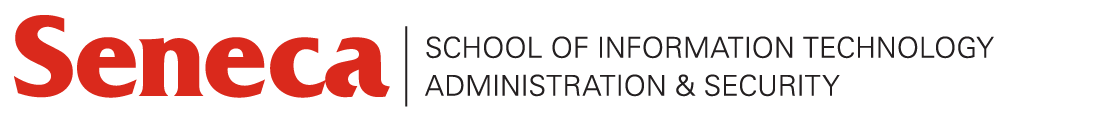 Seneca
SCHOOL OF INFORMATION TECHNOLOGY
ADMINISTRATION & SECURITY